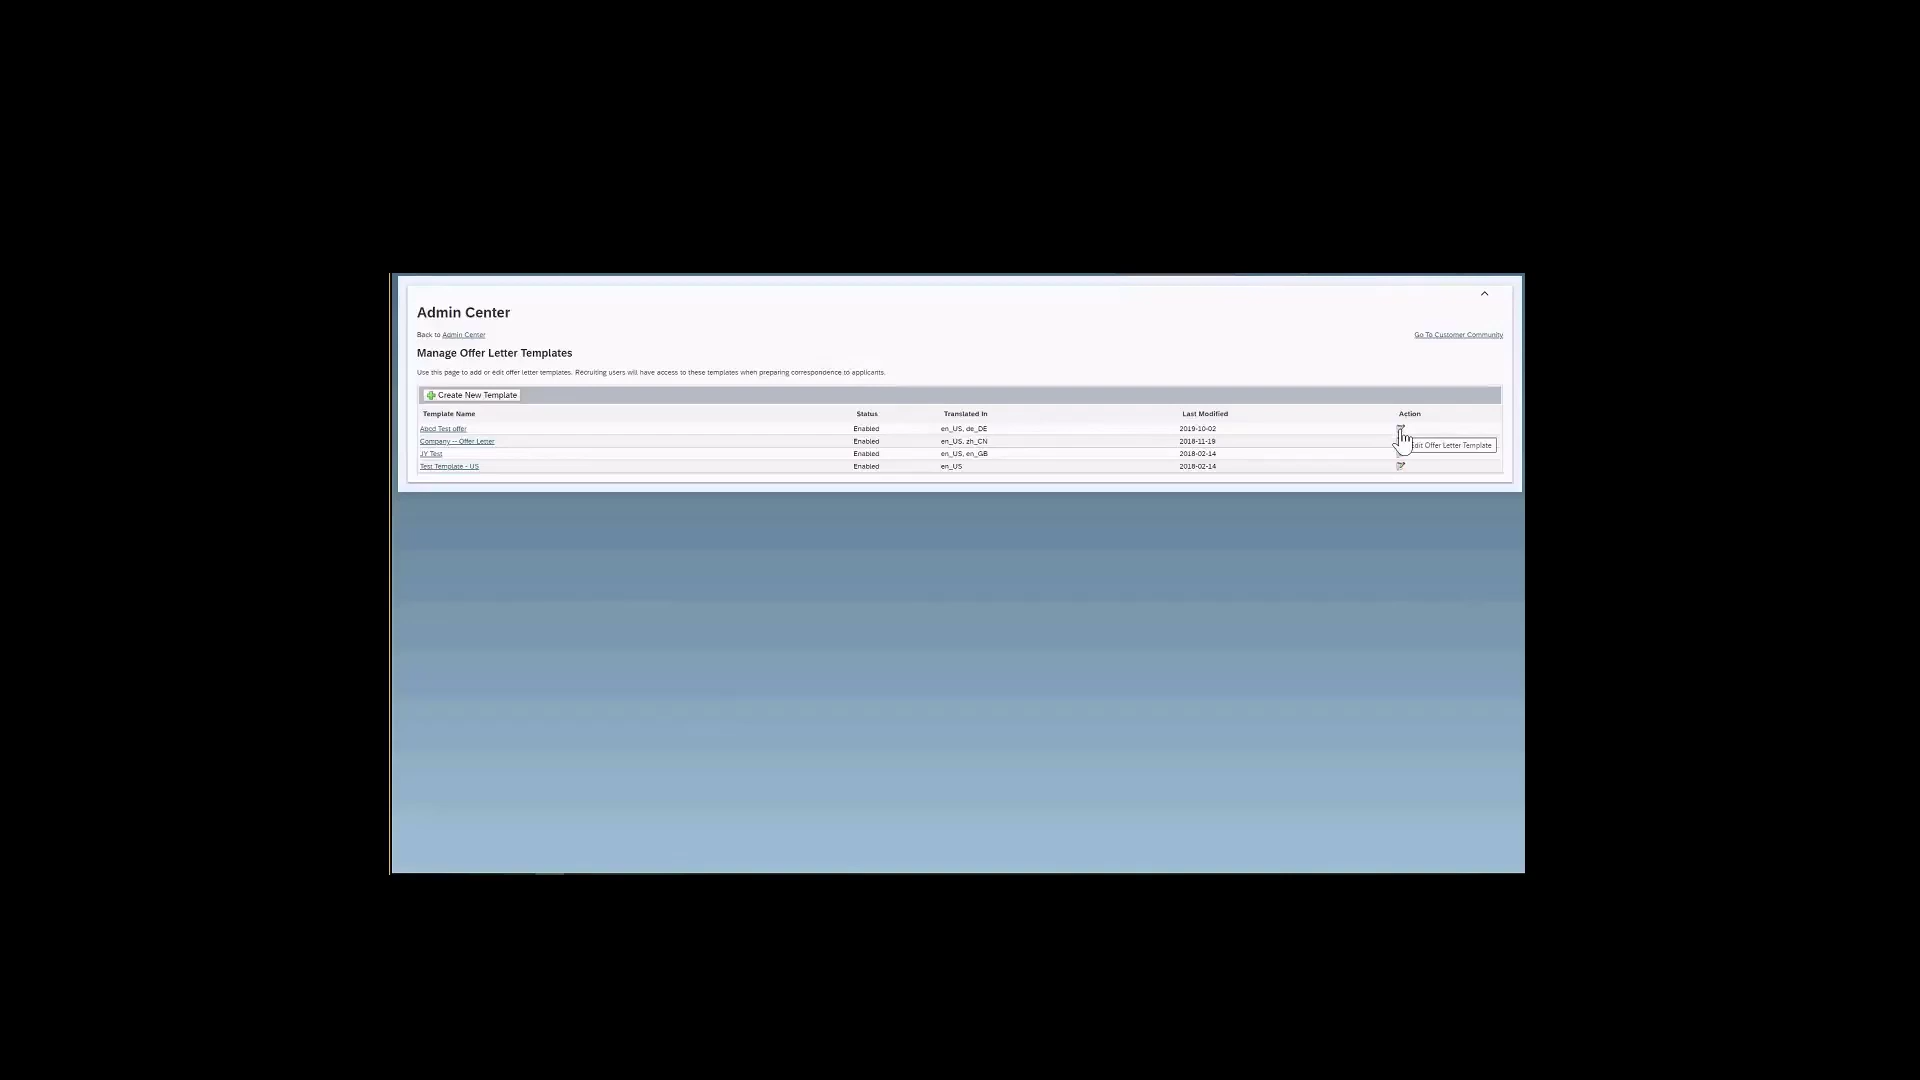 Admin Center
Back to Admin Center
Go To Customer Community
Manage Offer Letter Templates
Use this page to add or edit offer letter templates. Recruiting users will have access to these templates when preparing correspondence to applicants.
Create New Template
Template Name Status Translated In Last Modified Action
Apcd Test offer Enabled en_US, de_DE 2019-10-02
Company -- Offer Letter Enabled en_US, zh_CN 2018-11-19
Offer Letter Template
JY Test Enabled en_US, en_GB 2018-02-14
Test Template - US Enabled en_US 2018-02-14